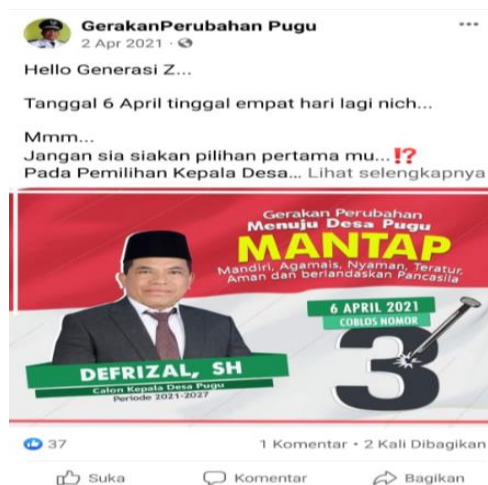 GerakanPerubahan Pugu
2 Apr 2021 ·
Hello Generasi Z...
Tanggal 6 April tinggal empat hari lagi nich...
Mmm...
Jangan sia siakan pilihan pertama mu...⁉️
Pada Pemilihan Kepala Desa... Lihat selengkapnya
Gerakan Perubahan
Menuju Desa Pugu
MANTAP
Mandiri, Agamais, Nyaman, Teratur,
Aman dan berlandaskan Pancasila
6 APRIL 2021
COBLOS NOMOR
3
DEFRIZAL, SH
Calon Kepala Desa Pugu
Periode 2021-2027
37
1 Komentar • 2 Kali Dibagikan
Suka
Komentar
Bagikan